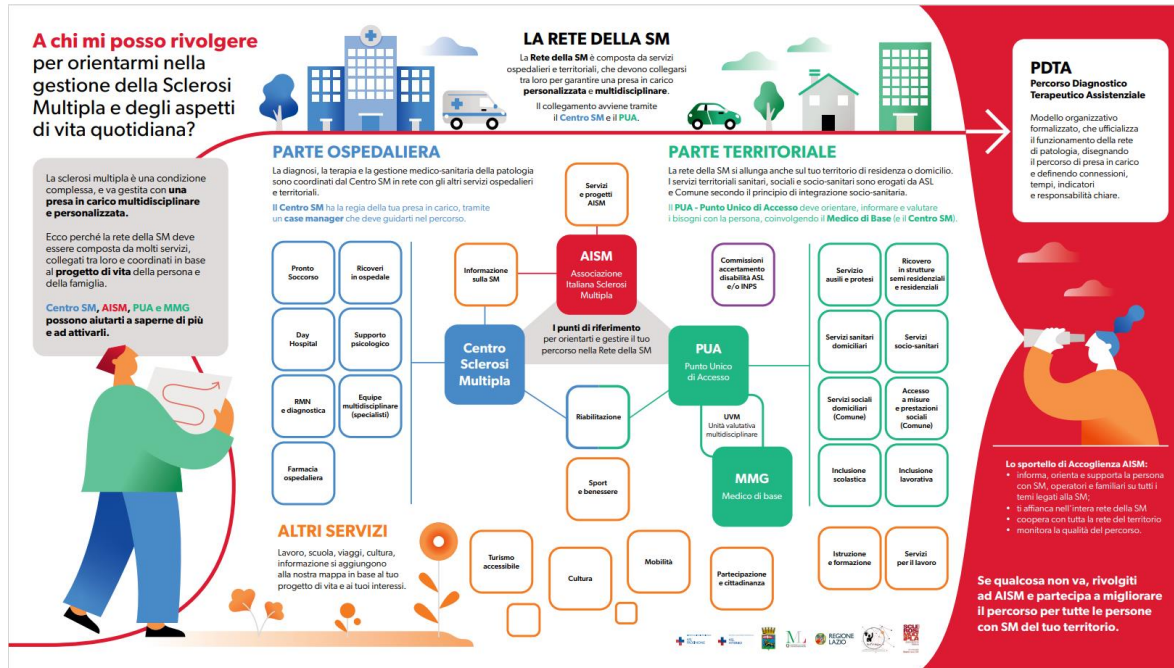 A chi mi posso rivolgere
per orientarmi nella
gestione della Sclerosi
Multipla e degli aspetti
di vita quotidiana?
La sclerosi multipla è una condizione
complessa, e va gestita con una
presa in carico multidisciplinare
e personalizzata.
Ecco perché la rete della SM deve
essere composta da molti servizi,
collegati tra loro e coordinati in base
al progetto di vita della persona e
della famiglia.
Centro SM, AISM, PUA e MMG
possono aiutarti a saperne di più
e ad attivarli.
LA RETE DELLA SM
La Rete della SM è composta da servizi
ospedalieri e territoriali, che devono collegarsi
tra loro per garantire una presa in carico
personalizzata e multidisciplinare.
Il collegamento avviene tramite
il Centro SM e il PUA.
PARTE OSPEDALIERA
La diagnosi, la terapia e la gestione medico-sanitaria della patologia
sono coordinati dal Centro SM in rete con gli altri servizi ospedalieri
e territoriali.
Il Centro SM ha la regia della tua presa in carico, tramite
un case manager che deve guidarti nel percorso.
Pronto
Soccorso
Ricoveri
in ospedale
Day
Hospital
Supporto
psicologico
RMN
e diagnostica
Equipe
multidisciplinare
(specialisti)
Farmacia
ospedaliera
Informazione
sulla SM
Servizi
e progetti
AISM
AISM
Associazione
Italiana Sclerosi
Multipla
I punti di riferimento
per orientarti e gestire il tuo
percorso nella Rete della SM
Centro
Sclerosi
Multipla
PUA
Punto Unico
di Accesso
Riabilitazione
UVM
Unità valutativa
multidisciplinare
MMG
Medico di base
Sport
e benessere
PARTE TERRITORIALE
La rete della SM si allunga anche sul tuo territorio di residenza o domicilio.
I servizi territoriali sanitari, sociali e socio-sanitari sono erogati da ASL
e Comune secondo il principio di integrazione socio-sanitaria.
Il PUA - Punto Unico di Accesso deve orientare, informare e valutare
i bisogni con la persona, coinvolgendo il Medico di Base (e il Centro SM).
Commissioni
accertamento
disabilità ASL
e/o INPS
Servizio
ausili e protesi
Ricovero
in strutture
semi residenziali
e residenziali
Servizi sanitari
domiciliari
Servizi
socio-sanitari
Servizi sociali
domiciliari
(Comune)
Accesso
a misure
e prestazioni
sociali
(Comune)
Inclusione
scolastica
Inclusione
lavorativa
Istruzione
e formazione
Servizi
per il lavoro
ALTRI SERVIZI
Lavoro, scuola, viaggi, cultura,
informazione si aggiungono
alla nostra mappa in base al tuo
progetto di vita e ai tuoi interessi.
Turismo
accessibile
Cultura
Mobilità
Partecipazione
e cittadinanza
REGIONE
LAZIO
PDTA
Percorso Diagnostico
Terapeutico Assistenziale
Modello organizzativo
formalizzato, che ufficializza
il funzionamento della rete
di patologia, disegnando
il percorso di presa in carico
e definendo connessioni,
tempi, indicatori
e responsabilità chiare.
Lo sportello di Accoglienza AISM:
• informa, orienta e supporta la persona
con SM, operatori e familiari su tutti i
temi legati alla SM;
• ti affianca nell'intera rete della SM
• coopera con tutta la rete del territorio
• monitora la qualità del percorso.
Se qualcosa non va, rivolgiti
ad AISM e partecipa a migliorare
il percorso per tutte le persone
con SM del tuo territorio.